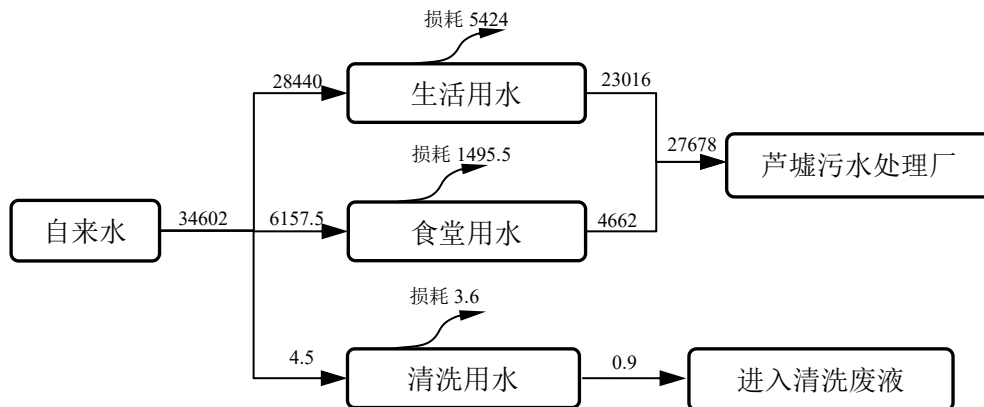 损耗 5424
28440
生活用水
23016
损耗 1495.5
27678
芦墟污水处理厂
自来水
34602
6157.5
食堂用水
4662
损耗 3.6
4.5
清洗用水
0.9
进入清洗废液